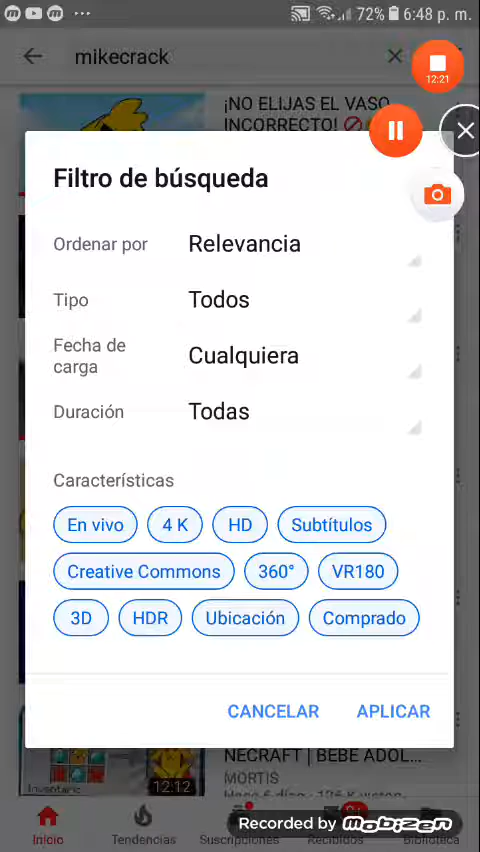 72% 6:48 p. m.
mikecrack
12:21
¡NO ELIJAS EL VASO
INCORRECTO!
Filtro de búsqueda
Ordenar por Relevancia
Tipo Todos
Fecha de
carga
Cualquiera
Duración Todas
Características
En vivo 4 K HD Subtítulos
Creative Commons 360° VR180
3D HDR Ubicación Comprado
CANCELAR APLICAR
NECRAFT | BEBE ADOL...
MORTIS
Inventario
12:12
Inicio Tendencias Suscripciones Recibidos Biblioteca
Recorded by mobizen